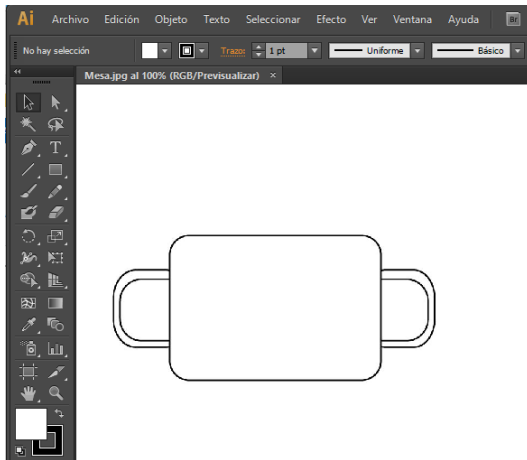 Ai Archivo Edición Objeto Texto Seleccionar Efecto Ver Ventana Ayuda Br
No hay selección Trazo: 1 pt Uniforme Básico
Mesa.jpg al 100% (RGB/Previsualizar) ×
T